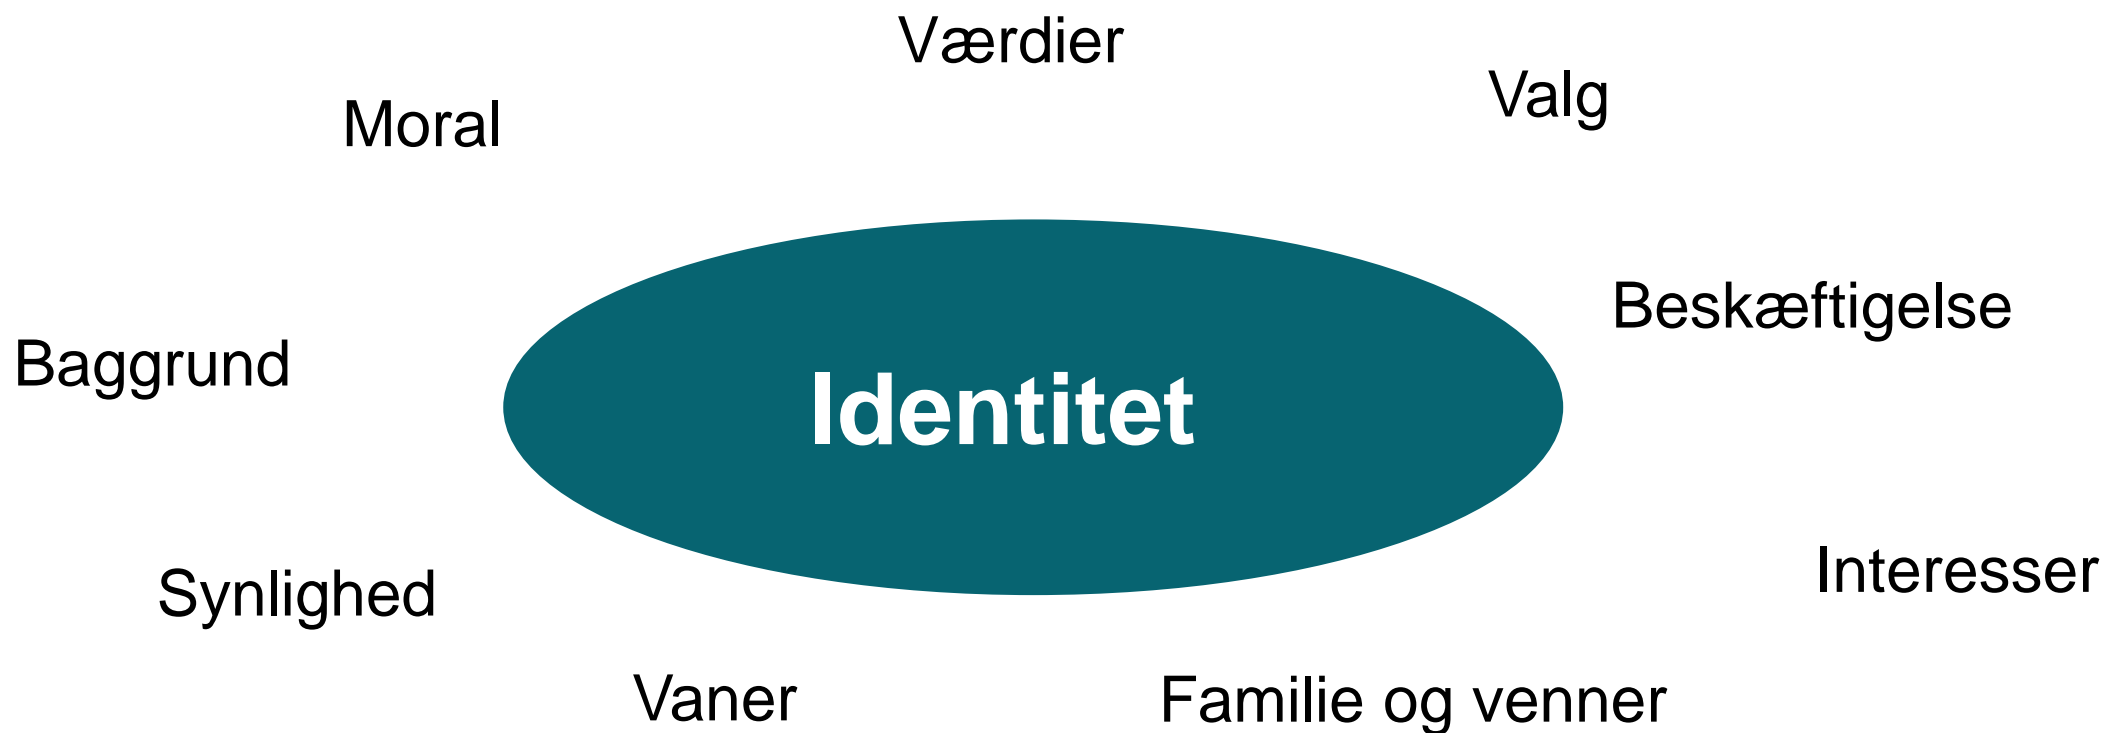 Værdier
Valg
Moral
Beskæftigelse
Baggrund
Identitet
Interesser
Synlighed
Vaner
Familie og venner